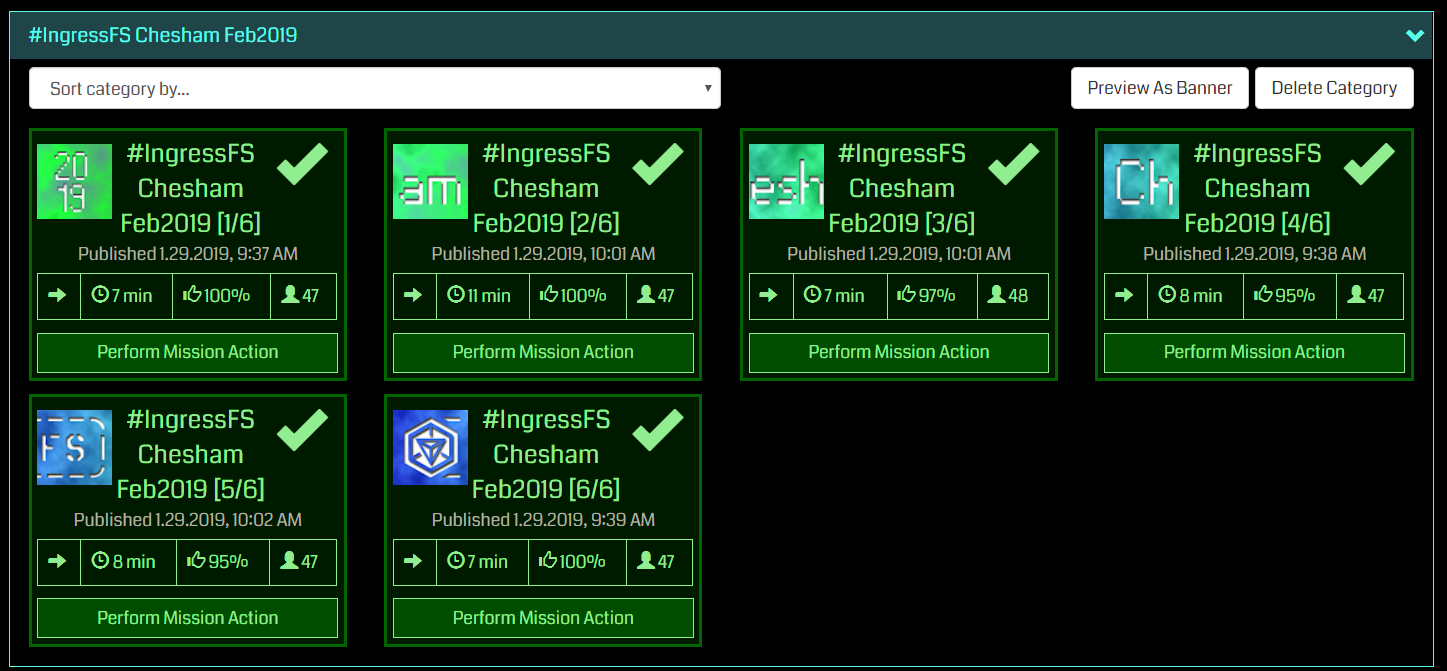 #IngressFS Chesham Feb2019
Sort category by...
Preview As Banner
Delete Category
20
19
#IngressFS
Chesham
Feb2019 [1/6]
Published 1.29.2019, 9:37 AM
7 min
100%
47
Perform Mission Action
am
#IngressFS
Chesham
Feb2019 [2/6]
Published 1.29.2019, 10:01 AM
11 min
100%
47
Perform Mission Action
esh
#IngressFS
Chesham
Feb2019 [3/6]
Published 1.29.2019, 10:01 AM
7 min
97%
48
Perform Mission Action
Ch
#IngressFS
Chesham
Feb2019 [4/6]
Published 1.29.2019, 9:38 AM
8 min
95%
47
Perform Mission Action
FS
#IngressFS
Chesham
Feb2019 [5/6]
Published 1.29.2019, 10:02 AM
8 min
95%
47
Perform Mission Action
#IngressFS
Chesham
Feb2019 [6/6]
Published 1.29.2019, 9:39 AM
7 min
100%
47
Perform Mission Action